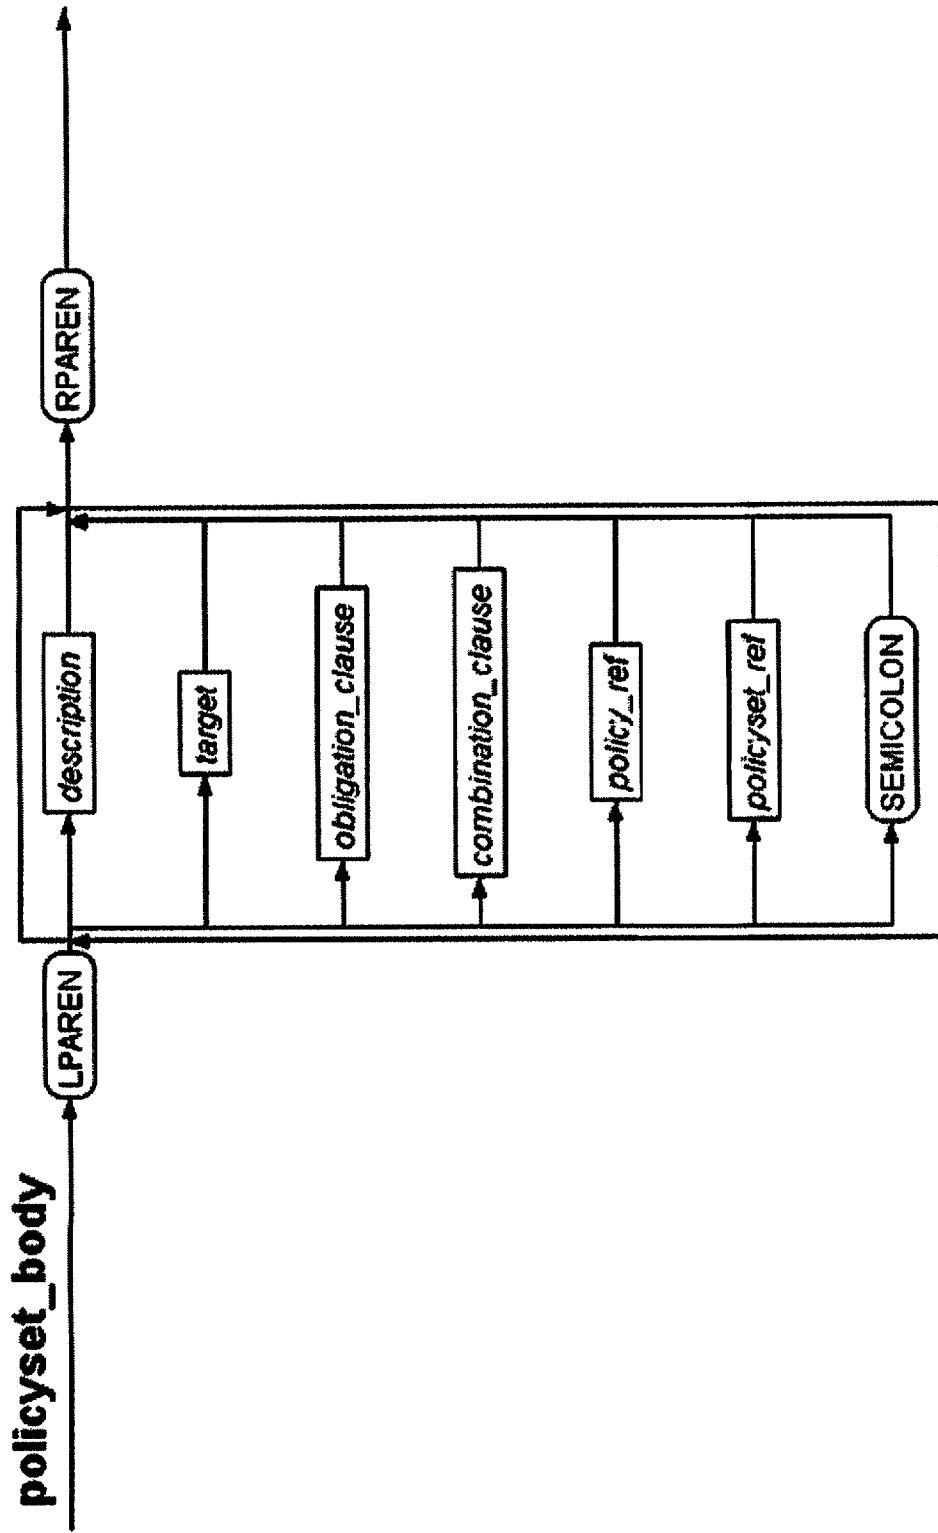 policyset_body
LPAREN
description
target
obligation_clause
combination_clause
policy_ref
policyset_ref
SEMICOLON
RPAREN